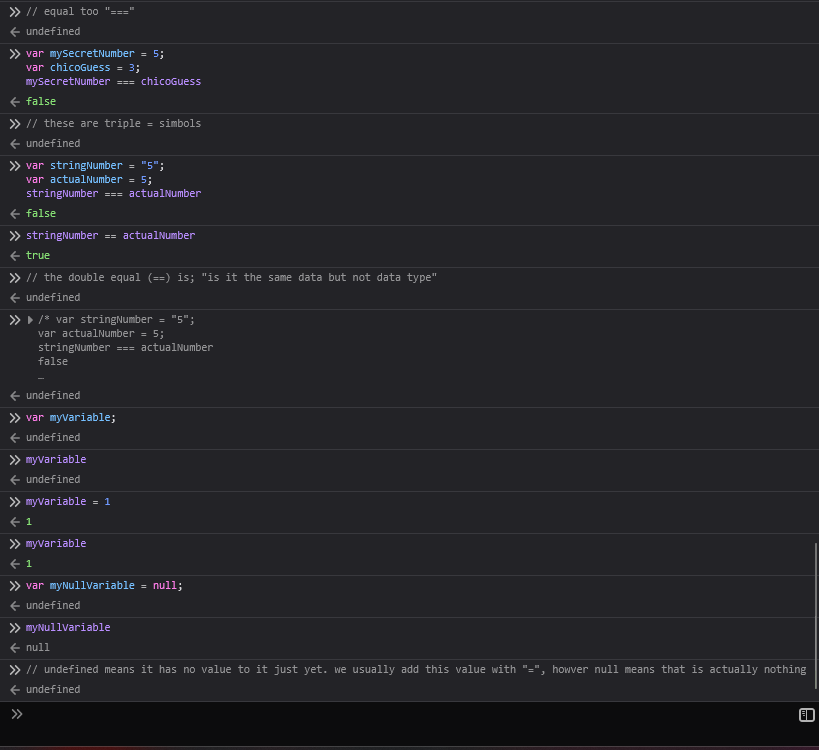 // equal too "==="
undefined
var mySecretNumber = 5;
var chicoGuess = 3;
mySecretNumber === chicoGuess
false
// these are triple = simbols
undefined
var stringNumber = "5";
var actualNumber = 5;
stringNumber === actualNumber
false
stringNumber == actualNumber
true
// the double equal (==) is; "is it the same data but not data type"
undefined
/* var stringNumber = "5";
var actualNumber = 5;
stringNumber === actualNumber
false
…
undefined
var myVariable;
undefined
myVariable
undefined
myVariable = 1
1
myVariable
1
var myNullVariable = null;
undefined
myNullVariable
null
// undefined means it has no value to it just yet. we usually add this value with "=", howver null means that is actually nothing
undefined